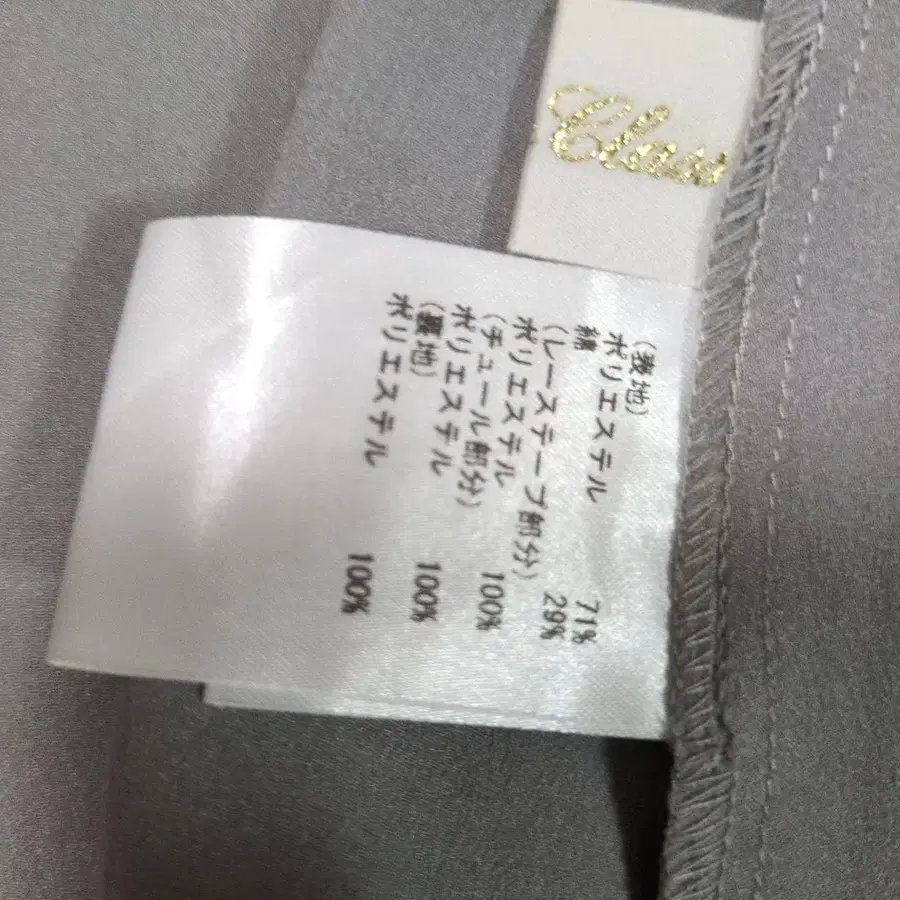 Class
(表地)
ポリエステル 71%
綿 29%
(レーステープ部分)
ポリエステル 100%
(チュール部分)
ポリエステル 100%
(裏地)
ポリエステル 100%